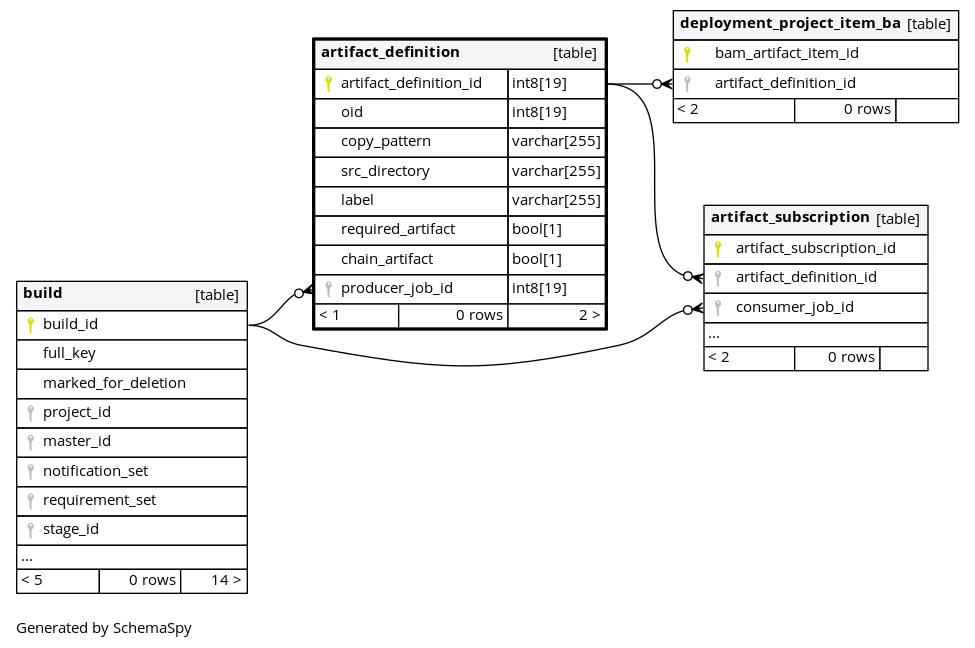 deployment_project_item_ba [table]
bam_artifact_item_id
artifact_definition_id
< 2 0 rows
artifact_definition [table]
artifact_definition_id int8[19]
oid int8[19]
copy_pattern varchar[255]
src_directory varchar[255]
label varchar[255]
required_artifact bool[1]
chain_artifact bool[1]
producer_job_id int8[19]
< 1 0 rows 2 >
artifact_subscription [table]
artifact_subscription_id
artifact_definition_id
consumer_job_id
...
< 2 0 rows
build [table]
build_id
full_key
marked_for_deletion
project_id
master_id
notification_set
requirement_set
stage_id
...
< 5 0 rows 14 >
Generated by SchemaSpy